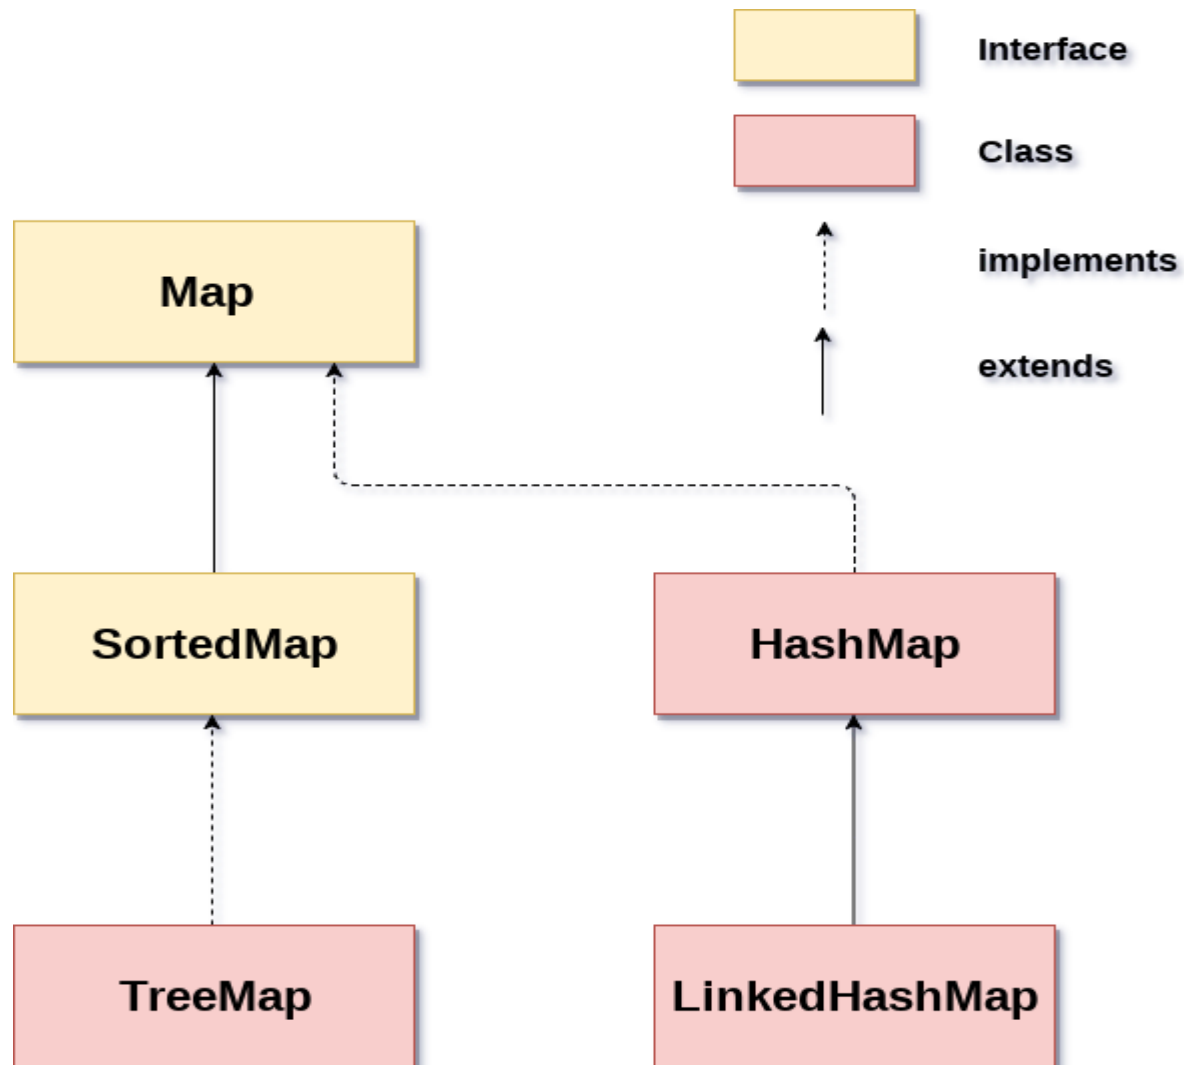 Interface
Class
implements
extends
Map
SortedMap
HashMap
TreeMap
LinkedHashMap